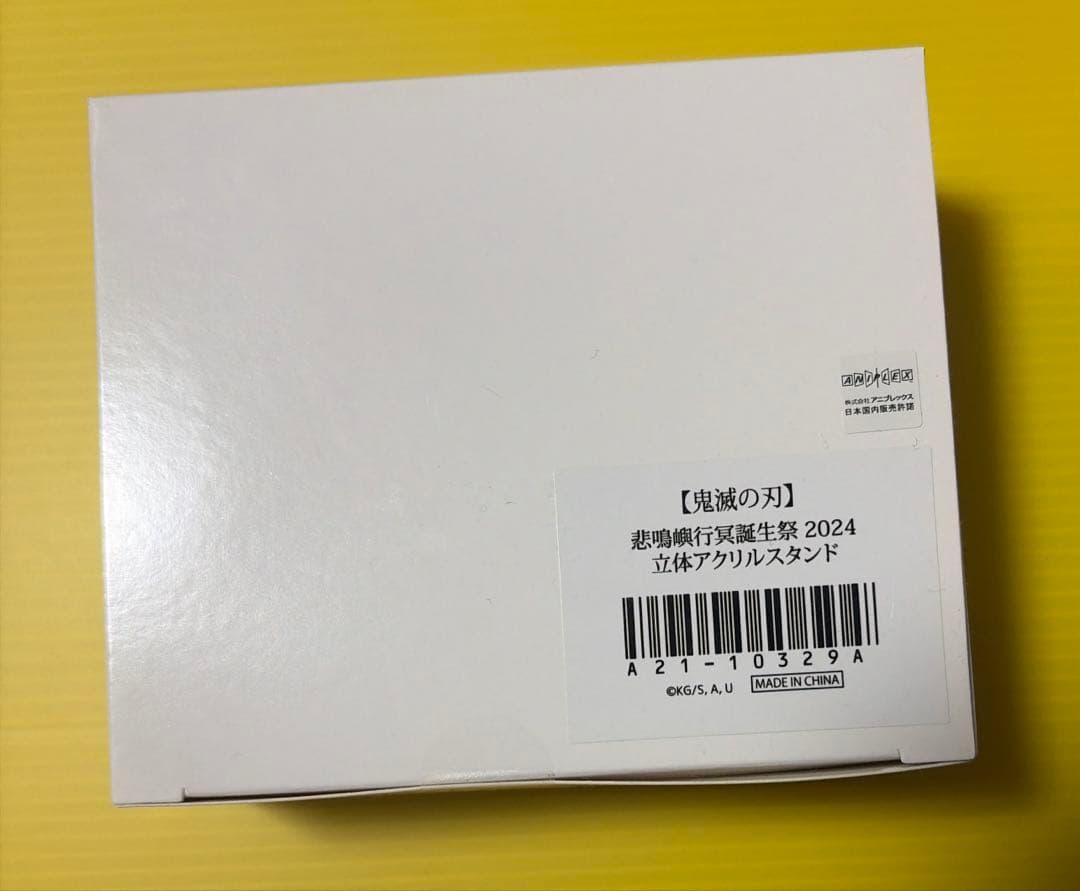 ANIPLEX
株式会社 アニプレックス
日本国内販売許諾
【鬼滅の刃】
悲鳴嶼行冥誕生祭 2024
立体アクリルスタンド
A21-10329A
©KG/S, A, U MADE IN CHINA